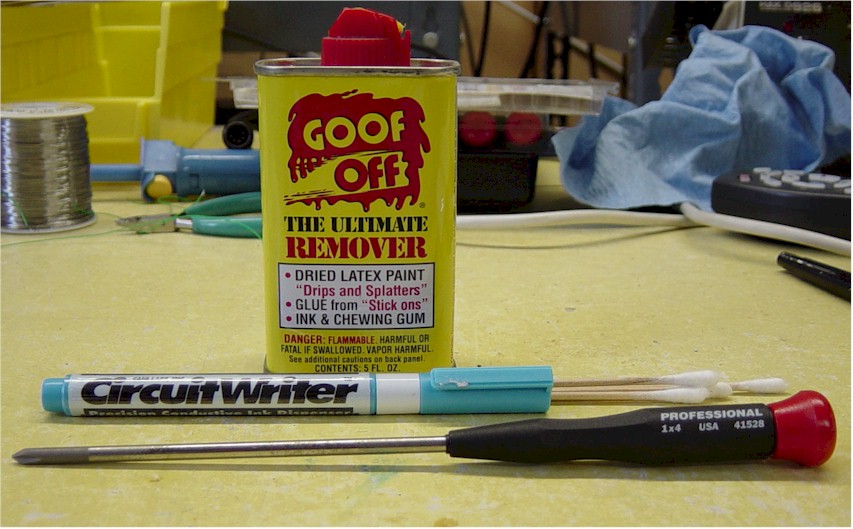 GOOF
OFF®
THE ULTIMATE
REMOVER
• DRIED LATEX PAINT
"Drips and Splatters"
• GLUE from "Stick ons"
• INK & CHEWING GUM
DANGER: FLAMMABLE. HARMFUL OR
FATAL IF SWALLOWED. VAPOR HARMFUL.
See additional cautions on back panel.
CONTENTS: 5 FL. OZ.
CircuitWriter
Precision Conductive Ink Dispenser
PROFESSIONAL
1x4 USA 41528